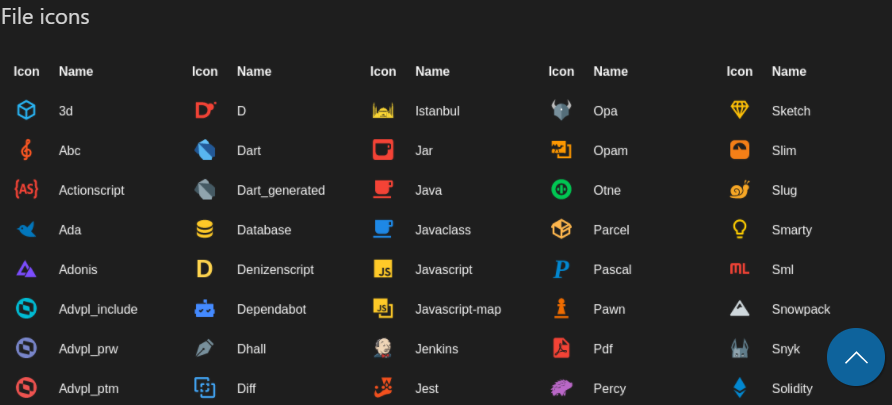 File icons
Icon Name Icon Name Icon Name Icon Name Icon Name
3d D Istanbul Opa Sketch
Abc Dart Jar Opam Slim
{AS} Actionscript Dart_generated Java Otne Slug
Ada Database Javaclass Parcel Smarty
Adonis D Denizenscript JS Javascript P Pascal ML Sml
Advpl_include Dependabot JS Javascript-map Pawn Snowpack
Advpl_prw Dhall Jenkins Pdf Snyk
Advpl_ptm Diff Jest Percy Solidity